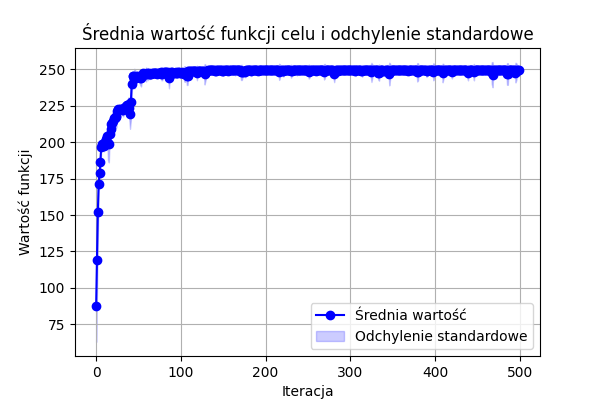 Średnia wartość funkcji celu i odchylenie standardowe
Wartość funkcji
250
225
200
175
150
125
100
75
0
100
200
300
400
500
Iteracja
Średnia wartość
Odchylenie standardowe